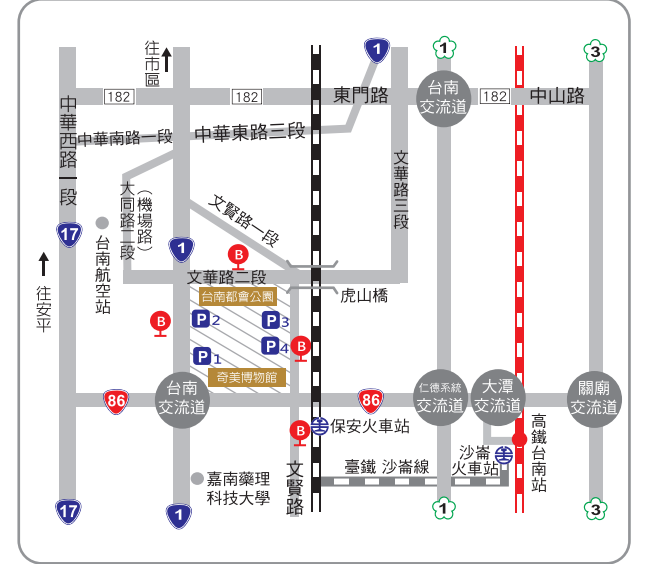 往市區
1
1
3
182
182
東門路
台南
交流道
182
中山路
中華西路一段
中華南路一段
中華東路三段
文華路三段
大同路二段
（機場路）
文賢路一段
17
1
台南航空站
B
文華路二段
虎山橋
往安平
台南都會公園
B
P2
P3
P4
B
P1
奇美博物館
86
台南
交流道
86
仁德系統
交流道
大潭
交流道
關廟
交流道
B
保安火車站
高鐵台南站
文賢路
臺鐵 沙崙線
沙崙
火車站
嘉南藥理
科技大學
17
1
1
3